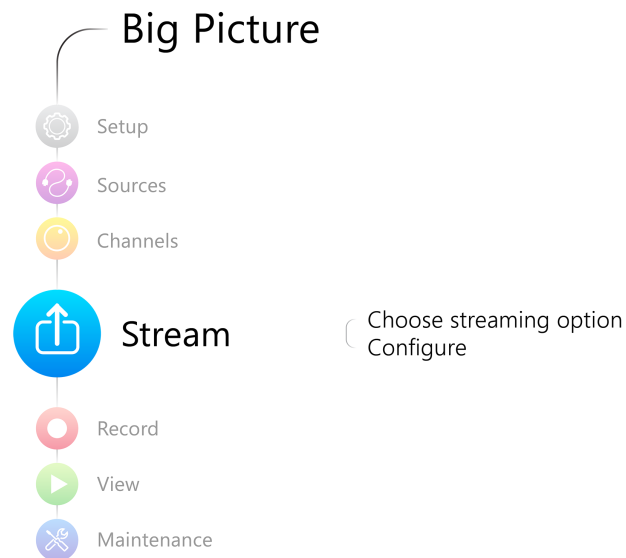 Big Picture
Setup
Sources
Channels
Stream
Choose streaming option
Configure
Record
View
Maintenance